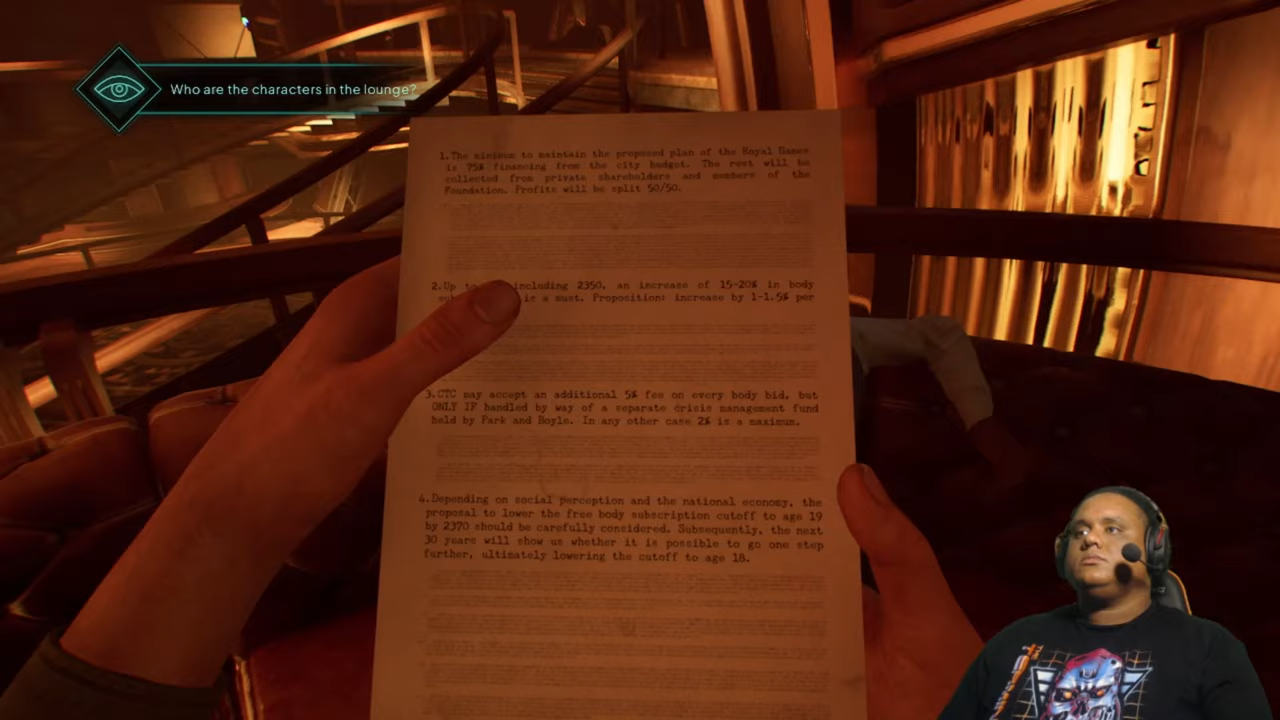 Who are the characters in the lounge?
1.The minimum to maintain the proposed plan of the Royal Games
is 75% financing from the city budget. The rest will be
collected from private shareholders and members of the
Foundation. Profits will be split 50/50.
2.Up including 2350, an increase of 15-20% in body
is a must. Proposition: increase by 1-1.5% per
3.CTC may accept an additional 5% fee on every body bid, but
ONLY IF handled by way of a separate crisis management fund
held by Park and Boyle. In any other case 2% is a maximum.
4.Depending on social perception and the national economy, the
proposal to lower the free body subscription cutoff to age 19
by 2370 should be carefully considered. Subsequently, the next
30 years will show us whether it is possible to go one step
further, ultimately lowering the cutoff to age 18.